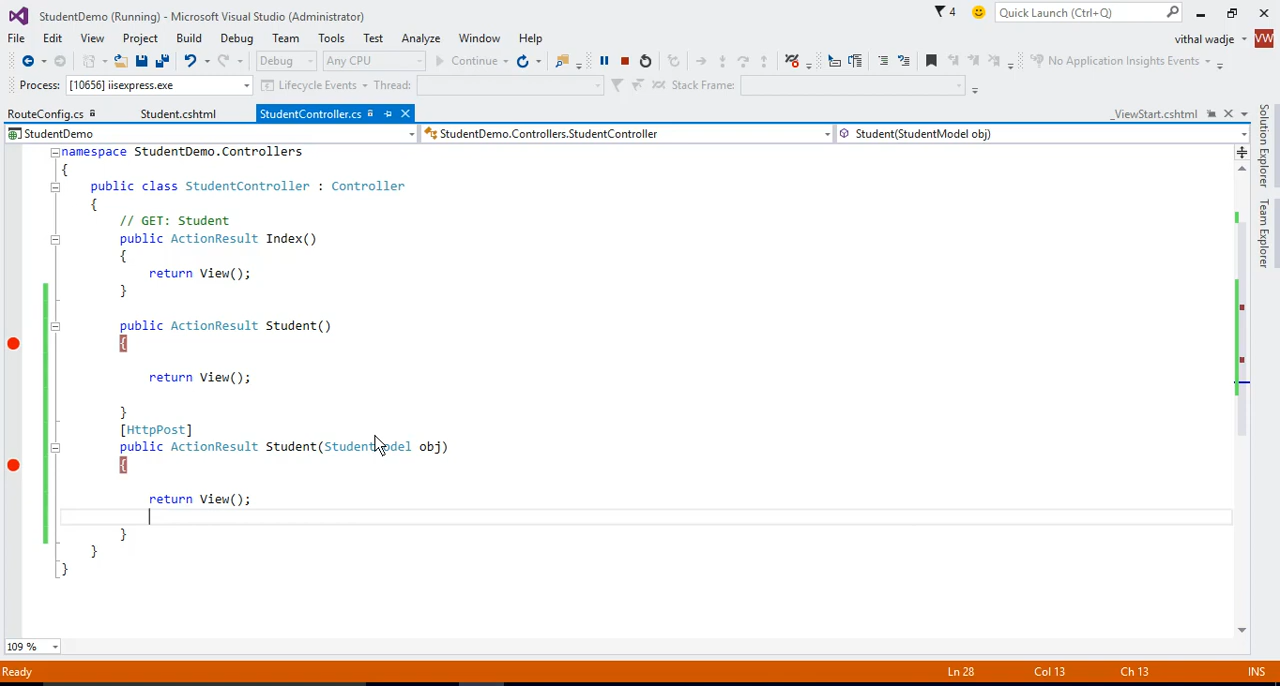 StudentDemo (Running) - Microsoft Visual Studio (Administrator)
4
Quick Launch (Ctrl+Q)
File Edit View Project Build Debug Team Tools Test Analyze Window Help
vithal wadje
VW
Debug Any CPU Continue No Application Insights Events
Process: [10656] iisexpress.exe Lifecycle Events Thread: Stack Frame:
RouteConfig.cs Student.cshtml StudentController.cs _ViewStart.cshtml
StudentDemo StudentDemo.Controllers.StudentController Student(StudentModel obj)
Solution Explorer
Team Explorer
namespace StudentDemo.Controllers
{
public class StudentController : Controller
{
// GET: Student
public ActionResult Index()
{
return View();
}
public ActionResult Student()
{
return View();
}
[HttpPost]
public ActionResult Student(StudentModel obj)
{
return View();
}
}
}
109 %
Ready Ln 28 Col 13 Ch 13 INS